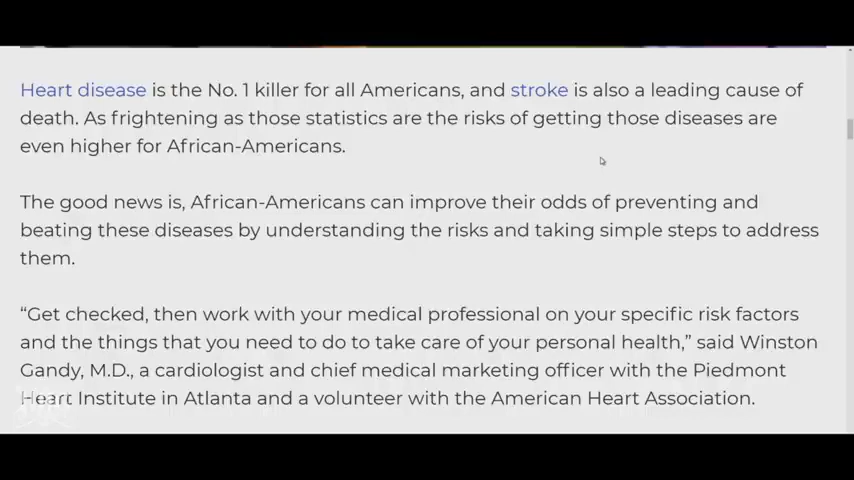 Heart disease is the No. 1 killer for all Americans, and stroke is also a leading cause of
death. As frightening as those statistics are the risks of getting those diseases are
even higher for African-Americans.
The good news is, African-Americans can improve their odds of preventing and
beating these diseases by understanding the risks and taking simple steps to address
them.
“Get checked, then work with your medical professional on your specific risk factors
and the things that you need to do to take care of your personal health,” said Winston
Gandy, M.D., a cardiologist and chief medical marketing officer with the Piedmont
Heart Institute in Atlanta and a volunteer with the American Heart Association.